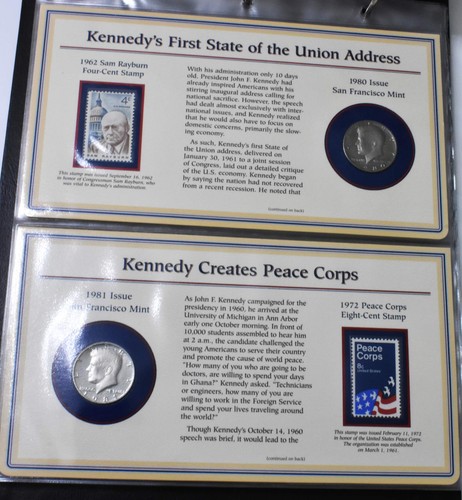 Kennedy's First State of the Union Address
1962 Sam Rayburn
Four-Cent Stamp
4¢
SAM RAYBURN
This stamp was issued September 16, 1962
in honor of Congressman Sam Rayburn, who
was vital to Kennedy's administration
With his administration only 10 days
old, President John F. Kennedy had
already inspired Americans with his
stirring inaugural address calling for
national sacrifice. However, the speech
had dealt almost exclusively with inter-
national issues, and Kennedy realized
that he would also have to focus on
domestic concerns, primarily the slow-
ing economy.
As such, Kennedy's first State of
the Union address, delivered on
January 30, 1961 to a joint session
of Congress, laid out a detailed critique
of the U.S. economy. Kennedy began
by saying the nation had not recovered
from a recent recession. He noted that
(continued on back)
1980 Issue
San Francisco Mint
Kennedy Creates Peace Corps
1981 Issue
San Francisco Mint
1981
As John F. Kennedy campaigned for the
presidency in 1960, he arrived at the
University of Michigan in Ann Arbor
early one October morning. In front of
10,000 students assembled to hear him
at 2 a.m., the candidate challenged the
young Americans to serve their country
and promote the cause of world peace.
"How many of you who are going to be
doctors, are willing to spend your days
in Ghana?" Kennedy asked. "Technicians
or engineers, how many of you are
willing to work in the Foreign Service
and spend your lives traveling around
the world?"
Though Kennedy's October 14, 1960
speech was brief, it would lead to the
(continued on back)
1972 Peace Corps
Eight-Cent Stamp
Peace
Corps
8c
United States
This stamp was issued February 11, 1972
in honor of the United States Peace Corps.
The organization was established
on March 1, 1961.